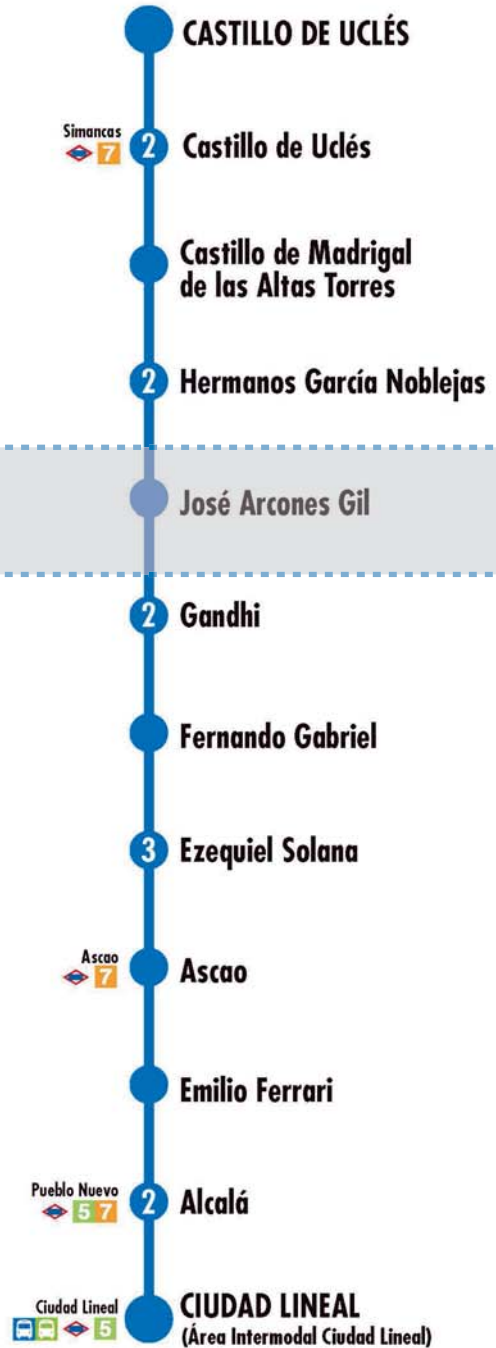 CASTILLO DE UCLÉS
Simancas
7
2
Castillo de Uclés
Castillo de Madrigal
de las Altas Torres
2
Hermanos García Noblejas
José Arcones Gil
2
Gandhi
Fernando Gabriel
3
Ezequiel Solana
Ascao
7
Ascao
Emilio Ferrari
Pueblo Nuevo
5 7
2
Alcalá
Ciudad Lineal
5
CIUDAD LINEAL
(Área Intermodal Ciudad Lineal)